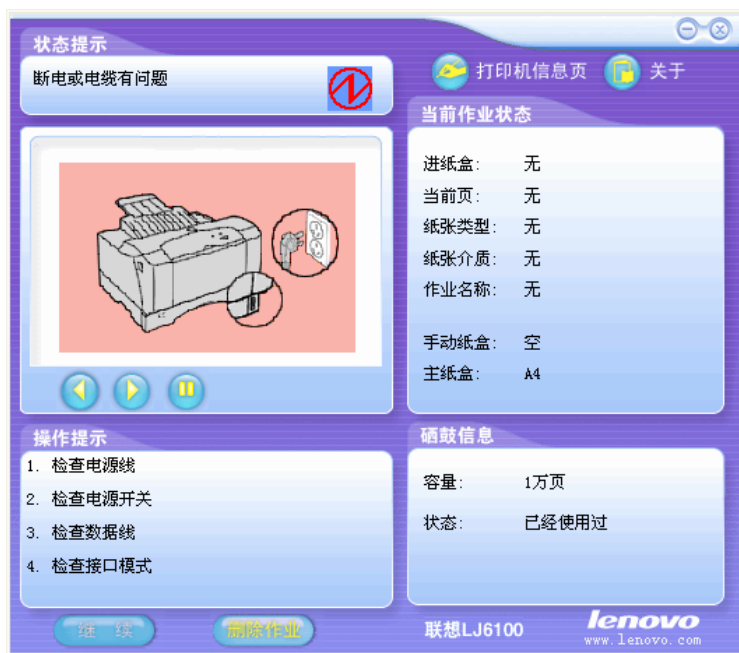 状态提示
断电或电缆有问题
打印机信息页
关于
当前作业状态
进纸盒: 无
当前页: 无
纸张类型: 无
纸张介质: 无
作业名称: 无
手动纸盒: 空
主纸盒: A4
操作提示
1. 检查电源线
2. 检查电源开关
3. 检查数据线
4. 检查接口模式
硒鼓信息
容量: 1万页
状态: 已经使用过
继 续
删除作业
联想LJ6100
lenovo
www.lenovo.com